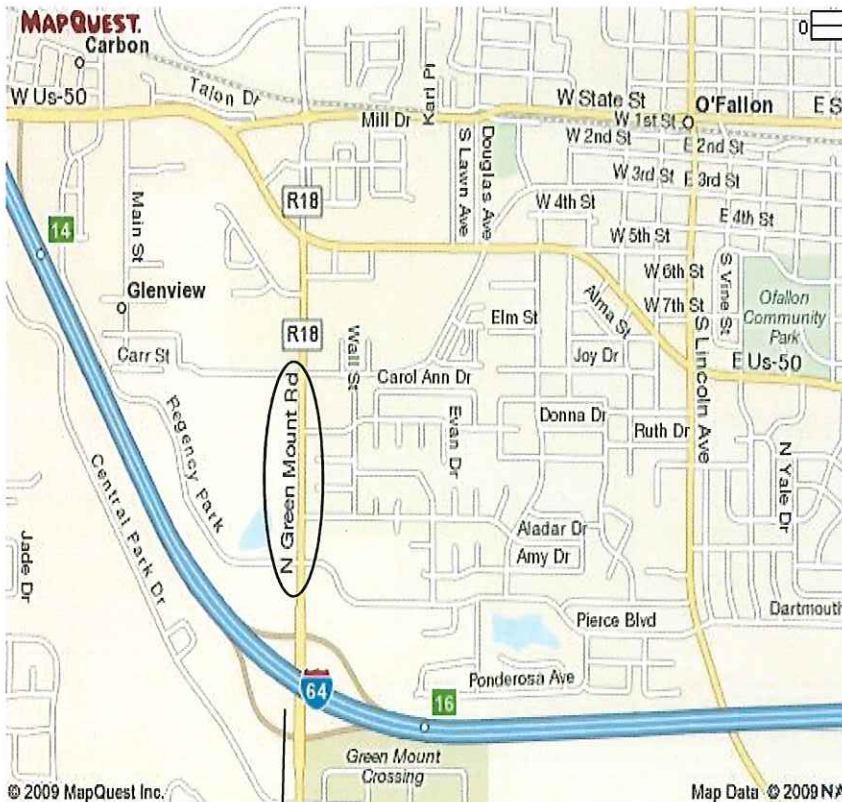 MAPQUEST.
Carbon
0
W Us-50
Talon Dr
Karl Pl
W State St
O'Fallon
E S
Mill Dr
W 1st St
S Lawn Ave
Douglas Ave
W 2nd St
E 2nd St
W 3rd St
E 3rd St
R18
Main St
W 4th St
E 4th St
14
W 5th St
W 6th St
S Vine St
Glenview
Alma St
W 7th St
Ofallon
Community
Park
Elm St
R18
Wall St
S Lincoln Ave
Carr St
Joy Dr
E Us-50
Carol Ann Dr
N Green Mount Rd
Evan Dr
Donna Dr
Ruth Dr
Regency Park
N Yale Dr
Central Park Dr
Aladar Dr
Jade Dr
Amy Dr
Dartmouth
Pierce Blvd
Ponderosa Ave
64
16
Green Mount
Crossing
© 2009 MapQuest Inc.
Map Data © 2009 NA